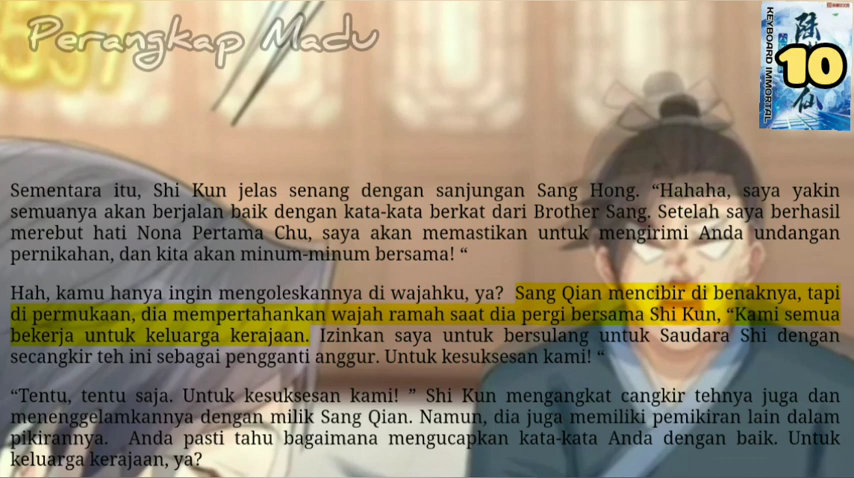 537
Perangkap Madu
KEYBOARD IMMORTAL
10
Sementara itu, Shi Kun jelas senang dengan sanjungan Sang Hong. “Hahaha, saya yakin
semuanya akan berjalan baik dengan kata-kata berkat dari Brother Sang. Setelah saya berhasil
merebut hati Nona Pertama Chu, saya akan memastikan untuk mengirimi Anda undangan
pernikahan, dan kita akan minum-minum bersama! “
Hah, kamu hanya ingin mengoleskannya di wajahku, ya? Sang Qian mencibir di benaknya, tapi
di permukaan, dia mempertahankan wajah ramah saat dia pergi bersama Shi Kun, “Kami semua
bekerja untuk keluarga kerajaan. Izinkan saya untuk bersulang untuk Saudara Shi dengan
secangkir teh ini sebagai pengganti anggur. Untuk kesuksesan kami! “
“Tentu, tentu saja. Untuk kesuksesan kami! ” Shi Kun mengangkat cangkir tehnya juga dan
menenggelamkannya dengan milik Sang Qian. Namun, dia juga memiliki pemikiran lain dalam
pikirannya. Anda pasti tahu bagaimana mengucapkan kata-kata Anda dengan baik. Untuk
keluarga kerajaan, ya?